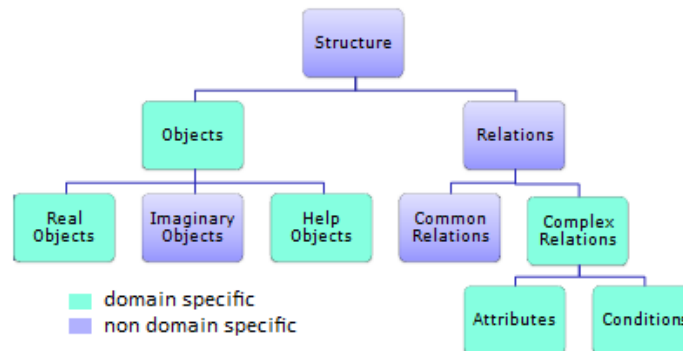 Structure
Objects
Relations
Real
Objects
Imaginary
Objects
Help
Objects
Common
Relations
Complex
Relations
domain specific
non domain specific
Attributes
Conditions